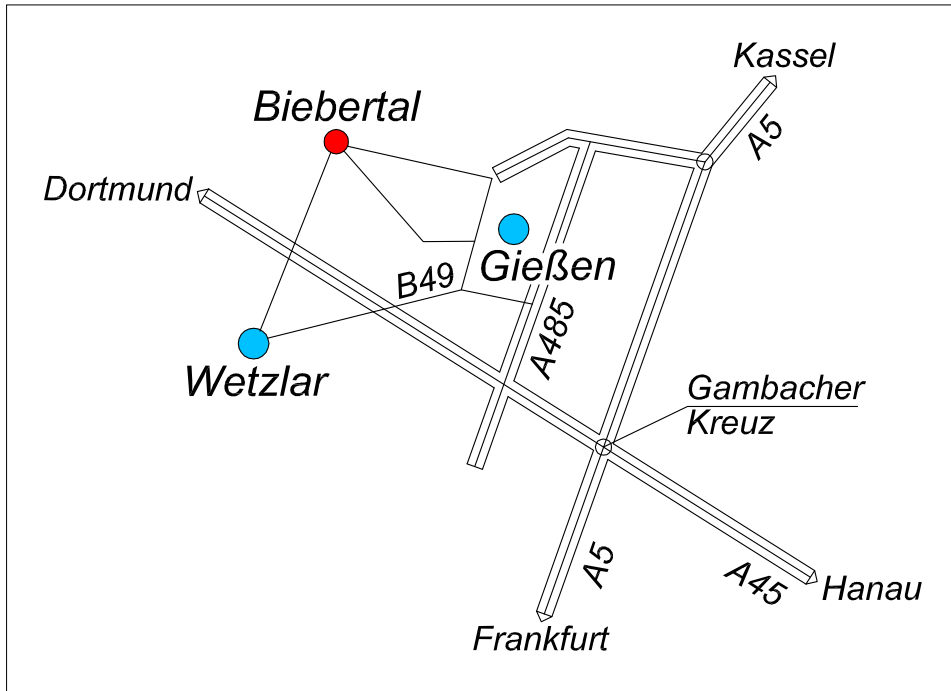 Kassel
Biebertal
A5
Dortmund
Gießen
B49
A485
Wetzlar
Gambacher
Kreuz
A5
A45
Hanau
Frankfurt